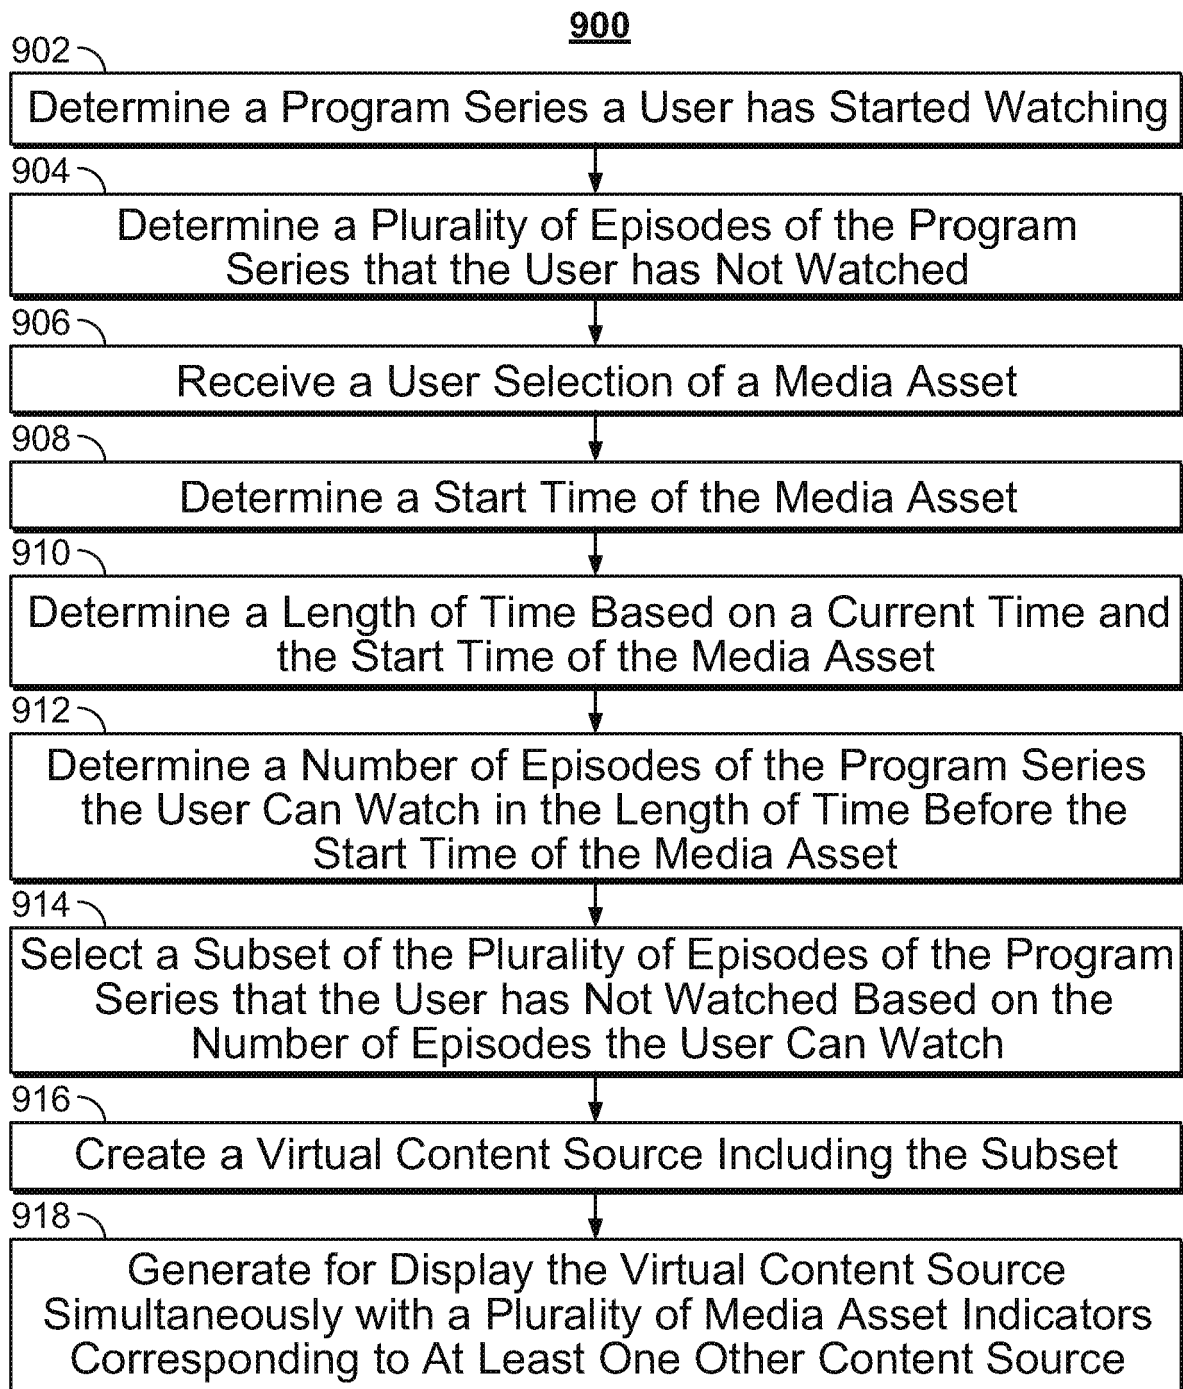 900
902
Determine a Program Series a User has Started Watching
904
Determine a Plurality of Episodes of the Program
Series that the User has Not Watched
906
Receive a User Selection of a Media Asset
908
Determine a Start Time of the Media Asset
910
Determine a Length of Time Based on a Current Time and
the Start Time of the Media Asset
912
Determine a Number of Episodes of the Program Series
the User Can Watch in the Length of Time Before the
Start Time of the Media Asset
914
Select a Subset of the Plurality of Episodes of the Program
Series that the User has Not Watched Based on the
Number of Episodes the User Can Watch
916
Create a Virtual Content Source Including the Subset
918
Generate for Display the Virtual Content Source
Simultaneously with a Plurality of Media Asset Indicators
Corresponding to At Least One Other Content Source